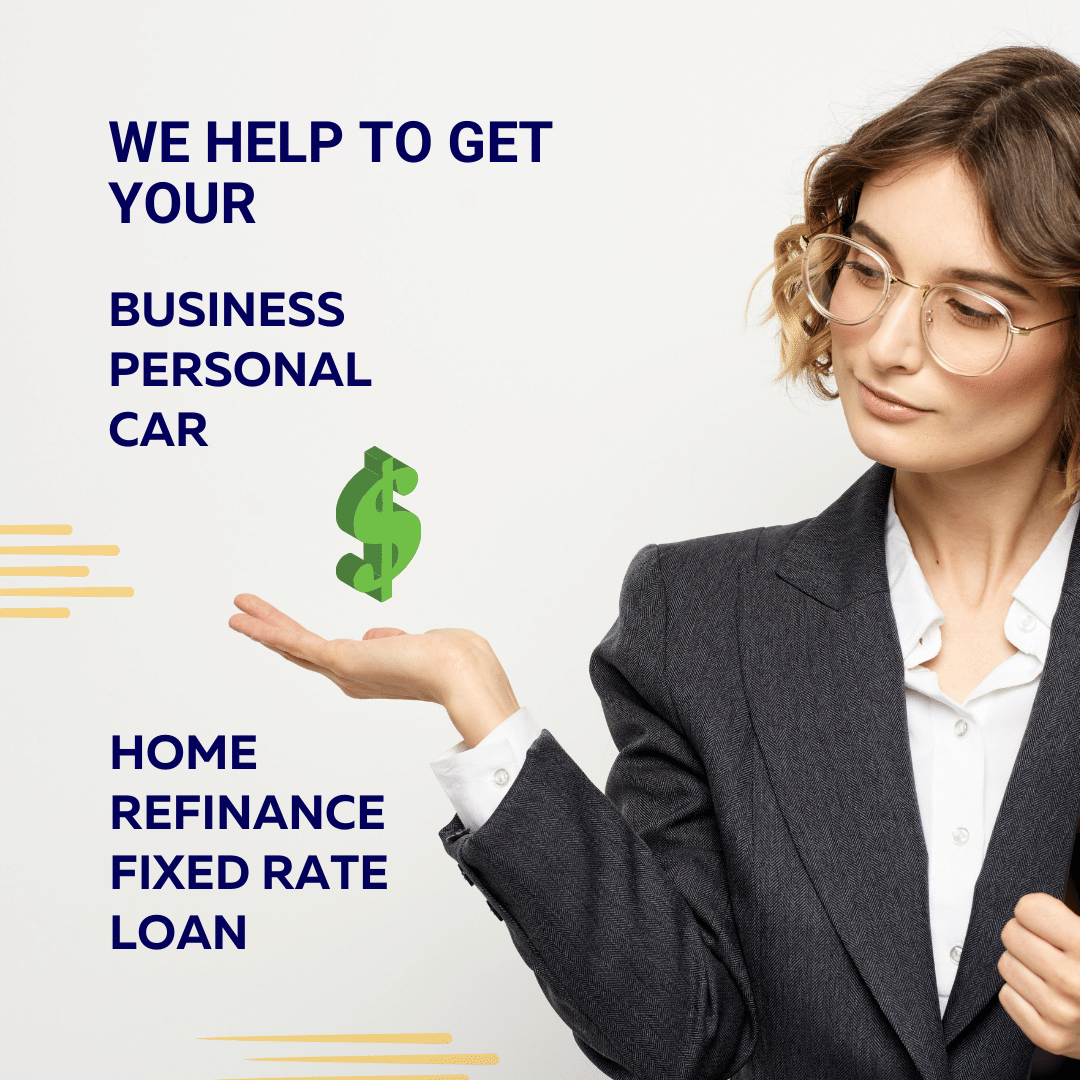 WE HELP TO GET
YOUR
BUSINESS
PERSONAL
CAR
$
HOME
REFINANCE
FIXED RATE
LOAN